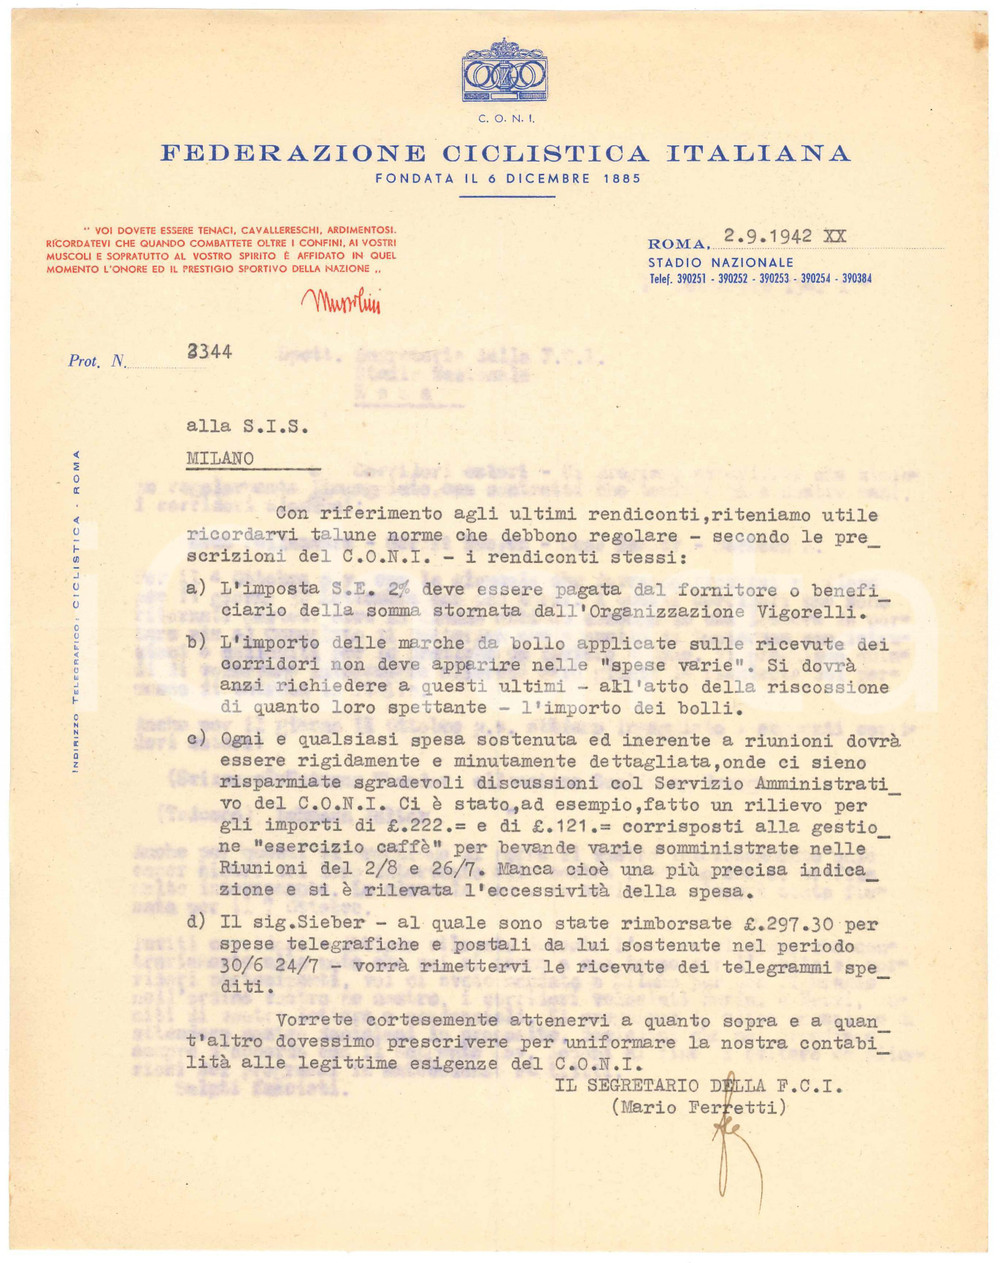 C. O. N. I.
FEDERAZIONE CICLISTICA ITALIANA
FONDATA IL 6 DICEMBRE 1885
" VOI DOVETE ESSERE TENACI, CAVALLERESCHI, ARDIMENTOSI.
RICORDATEVI CHE QUANDO COMBATTETE OLTRE I CONFINI, AI VOSTRI
MUSCOLI E SOPRATUTTO AL VOSTRO SPIRITO È AFFIDATO IN QUEL
MOMENTO L'ONORE ED IL PRESTIGIO SPORTIVO DELLA NAZIONE „
Mussolini
ROMA, 2.9.1942 XX
STADIO NAZIONALE
Telef. 390251 - 390252 - 390253 - 390254 - 390384
Prot. N. 3344
alla S.I.S.
MILANO
INDIRIZZO TELEGRAFICO, CICLISTICA - ROMA
Con riferimento agli ultimi rendiconti,riteniamo utile
ricordarvi talune norme che debbono regolare - secondo le pre_
scrizioni del C.O.N.I. - i rendiconti stessi:
a) L'imposta S.E. 2% deve essere pagata dal fornitore o benefi_
ciario della somma stornata dall'Organizzazione Vigorelli.
b) L'importo delle marche da bollo applicate sulle ricevute dei
corridori non deve apparire nelle "spese varie". Si dovrà
anzi richiedere a questi ultimi - all'atto della riscossione
di quanto loro spettante - l'importo dei bolli.
c) Ogni e qualsiasi spesa sostenuta ed inerente a riunioni dovrà
essere rigidamente e minutamente dettagliata,onde ci sieno
risparmiate sgradevoli discussioni col Servizio Amministrati_
vo del C.O.N.I. Ci è stato,ad esempio,fatto un rilievo per
gli importi di £.222.= e di £.121.= corrisposti alla gestio_
ne "esercizio caffè" per bevande varie somministrate nelle
Riunioni del 2/8 e 26/7. Manca cioè una più precisa indica_
zione e si è rilevata l'eccessività della spesa.
d) Il sig.Sieber - al quale sono state rimborsate £.297.30 per
spese telegrafiche e postali da lui sostenute nel periodo
30/6 24/7 - vorrà rimettervi le ricevute dei telegrammi spe_
diti.
Vorrete cortesemente attenervi a quanto sopra e a quan_
t'altro dovessimo prescrivere per uniformare la nostra contabi_
lità alle legittime esigenze del C.O.N.I.
IL SEGRETARIO DELLA F.C.I.
(Mario Ferretti)